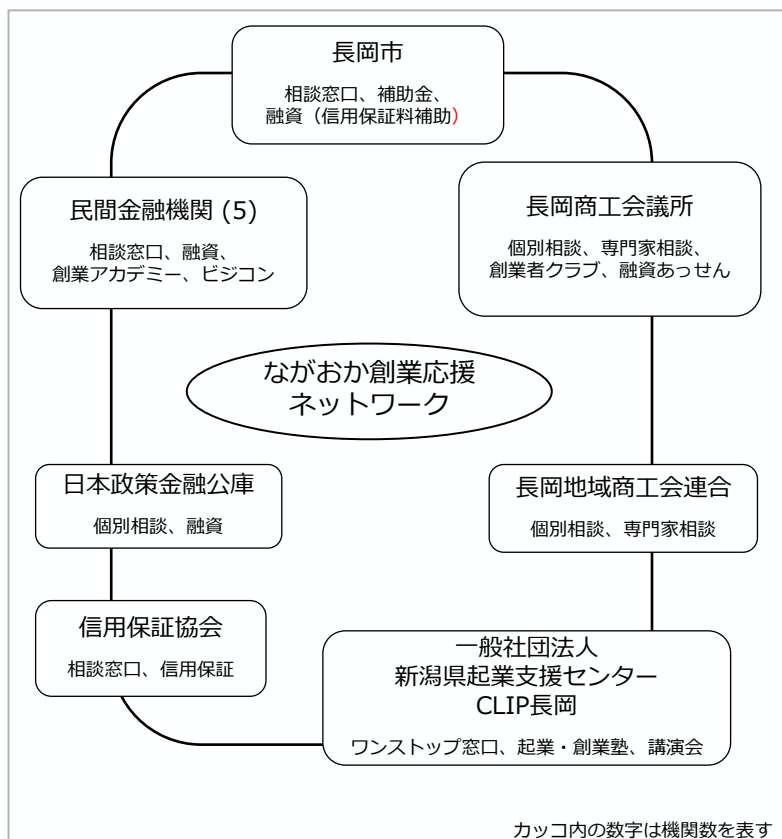 長岡市
相談窓口、補助金、
融資（信用保証料補助）
民間金融機関 (5)
相談窓口、融資、
創業アカデミー、ビジコン
長岡商工会議所
個別相談、専門家相談、
創業者クラブ、融資あっせん
ながおか創業応援
ネットワーク
日本政策金融公庫
個別相談、融資
長岡地域商工会連合
個別相談、専門家相談
信用保証協会
相談窓口、信用保証
一般社団法人
新潟県起業支援センター
CLIP長岡
ワンストップ窓口、起業・創業塾、講演会
カッコ内の数字は機関数を表す